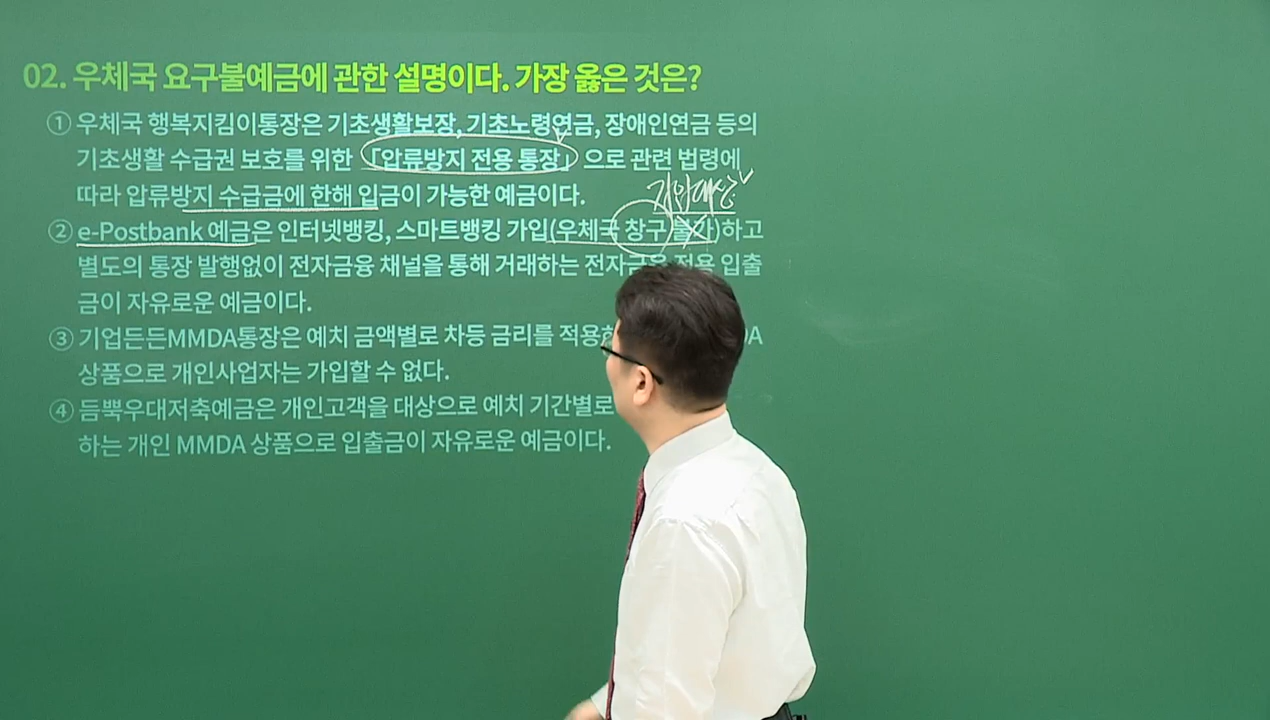 02. 우체국 요구불예금에 관한 설명이다. 가장 옳은 것은?
① 우체국 행복지킴이통장은 기초생활보장, 기초노령연금, 장애인연금 등의
기초생활 수급권 보호를 위한 「압류방지 전용 통장」 으로 관련 법령에
따라 압류방지 수급금에 한해 입금이 가능한 예금이다.
② e-Postbank 예금은 인터넷뱅킹, 스마트뱅킹 가입(우체국 창구 불가)하고
별도의 통장 발행없이 전자금융 채널을 통해 거래하는 전자금융 전용 입출
금이 자유로운 예금이다.
③ 기업든든MMDA통장은 예치 금액별로 차등 금리를 적용
상품으로 개인사업자는 가입할 수 없다.
④ 듬뿍우대저축예금은 개인고객을 대상으로 예치 기간별로
하는 개인 MMDA 상품으로 입출금이 자유로운 예금이다.